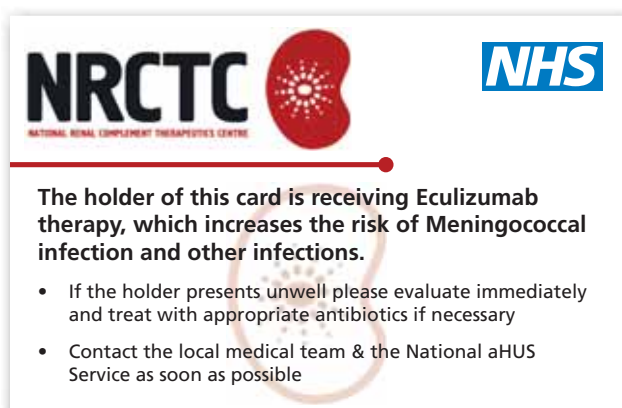 NRCTC
NATIONAL RENAL COMPLEMENT THERAPEUTICS CENTRE
NHS
The holder of this card is receiving Eculizumab
therapy, which increases the risk of Meningococcal
infection and other infections.
• If the holder presents unwell please evaluate immediately
and treat with appropriate antibiotics if necessary
• Contact the local medical team & the National aHUS
Service as soon as possible